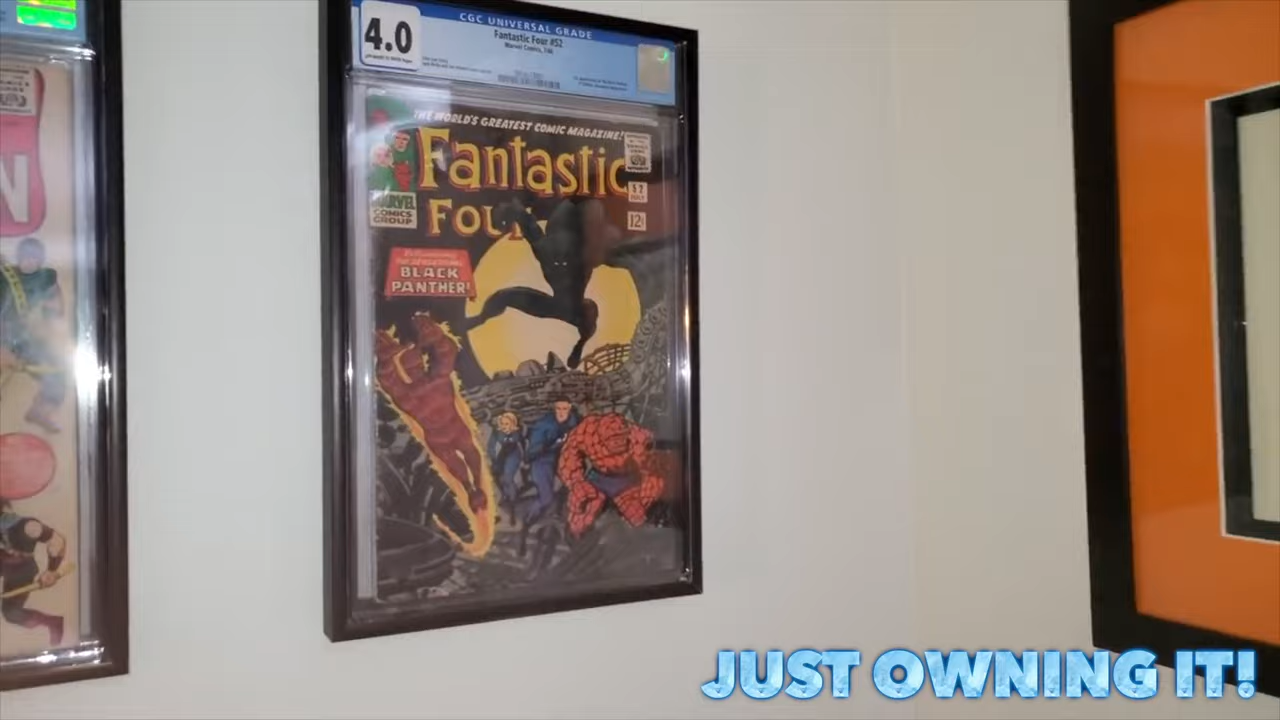 4.0
CGC UNIVERSAL GRADE
Fantastic Four #52
Marvel Comics, 7/66
THE WORLD'S GREATEST COMIC MAGAZINE!
Fantastic
FOUR
MARVEL
COMICS
GROUP
52
JULY
12¢
BLACK
PANTHER!
N
JUST OWNING IT!